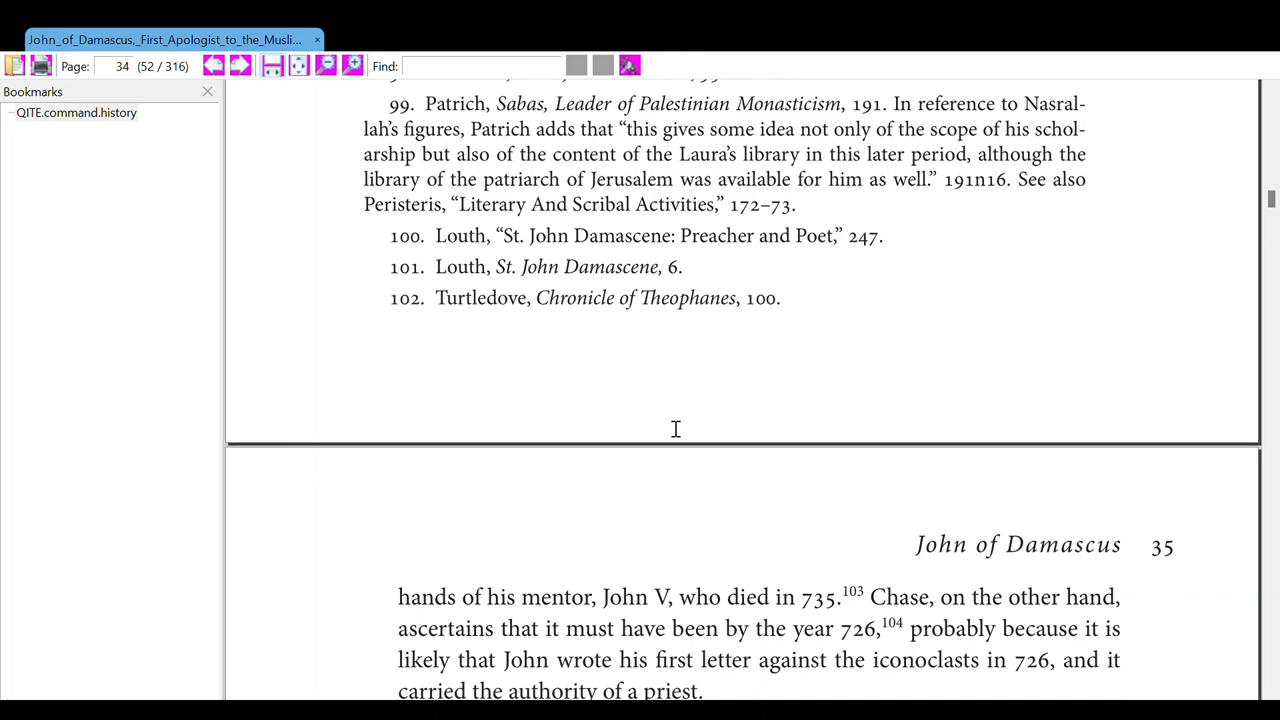 John_of_Damascus,_First_Apologist_to_the_Musli... ×
Page: 34 (52 / 316) Find:
Bookmarks
QITE.command.history
99. Patrich, Sabas, Leader of Palestinian Monasticism, 191. In reference to Nasral-
lah’s figures, Patrich adds that “this gives some idea not only of the scope of his schol-
arship but also of the content of the Laura’s library in this later period, although the
library of the patriarch of Jerusalem was available for him as well.” 191n16. See also
Peristeris, “Literary And Scribal Activities,” 172–73.
100. Louth, “St. John Damascene: Preacher and Poet,” 247.
101. Louth, St. John Damascene, 6.
102. Turtledove, Chronicle of Theophanes, 100.
John of Damascus 35
hands of his mentor, John V, who died in 735.103 Chase, on the other hand,
ascertains that it must have been by the year 726,104 probably because it is
likely that John wrote his first letter against the iconoclasts in 726, and it
carried the authority of a priest.